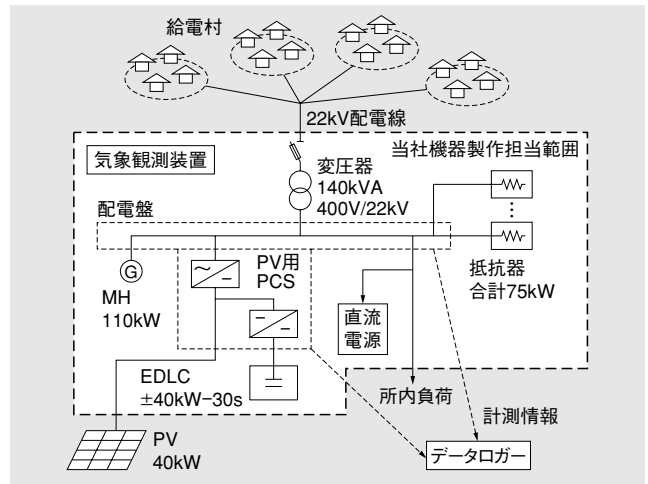 給電村
22kV配電線
当社機器製作担当範囲
気象観測装置
変圧器
140kVA
400V/22kV
配電盤
G
MH
110kW
PV用
PCS
抵抗器
合計75kW
直流
電源
EDLC
±40kW−30s
所内負荷
計測情報
PV
40kW
データロガー